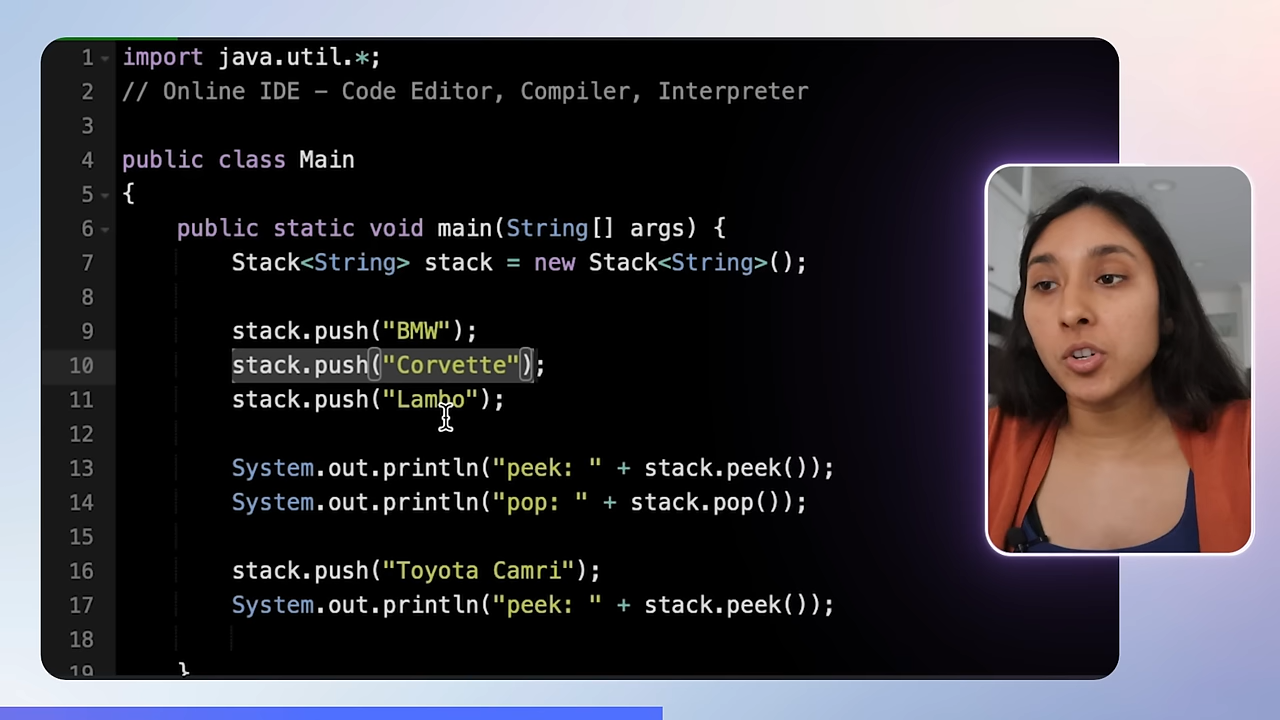 1 import java.util.*;
2 // Online IDE - Code Editor, Compiler, Interpreter
3
4 public class Main
5 {
6 public static void main(String[] args) {
7 Stack<String> stack = new Stack<String>();
8
9 stack.push("BMW");
10 stack.push("Corvette");
11 stack.push("Lambo");
12
13 System.out.println("peek: " + stack.peek());
14 System.out.println("pop: " + stack.pop());
15
16 stack.push("Toyota Camri");
17 System.out.println("peek: " + stack.peek());
18
19 }